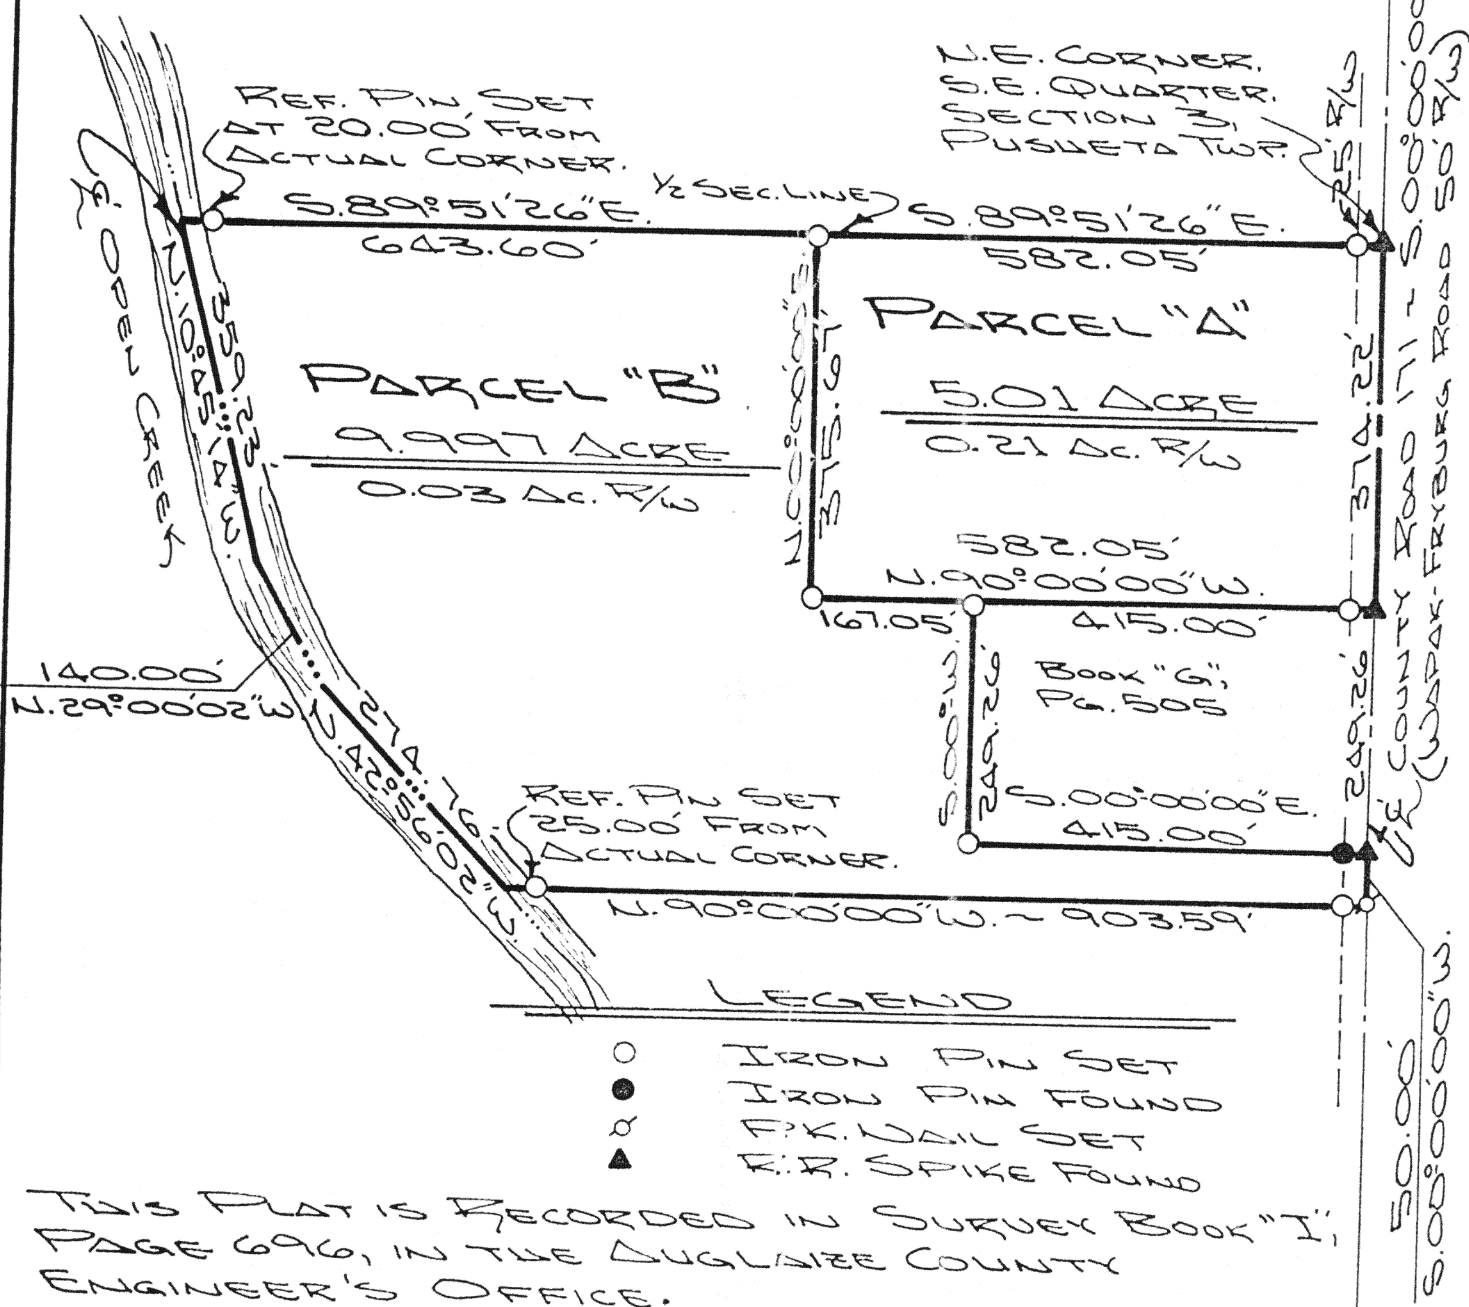 REF. PIN SET
AT 20.00' FROM
ACTUAL CORNER.
N.E. CORNER,
S.E. QUARTER,
SECTION 3,
PUSHETA TWP.
25' R/W
S.89°51'26"E.
643.60'
1/2 SEC. LINE
S.89°51'26"E.
582.05'
℄ OPEN CREEK
N.10°45'14"W.
359.23'
PARCEL "B"
9.997 ACRE
0.03 AC. R/W
375.67'
PARCEL "A"
5.01 ACRE
0.21 AC. R/W
374.22'
582.05'
N.90°00'00"W.
167.05'
415.00'
140.00'
N.29°00'02"W.
274.76'
N.42°56'02"W.
S.00°W.
249.26'
BOOK "G",
PG. 505
249.26'
S.00°00'00"E.
415.00'
REF. PIN SET
25.00' FROM
ACTUAL CORNER.
N.90°00'00"W. ~ 903.59'
℄ COUNTY ROAD 171 ~ S.00°00'00"
(WAPAK-FRYBURG ROAD 50' R/W)
50.00'
S.00°00'00"W.
LEGEND
IRON PIN SET
IRON PIN FOUND
P.K. NAIL SET
R.R. SPIKE FOUND
THIS PLAT IS RECORDED IN SURVEY BOOK "I",
PAGE 696, IN THE AUGLAIZE COUNTY
ENGINEER'S OFFICE.